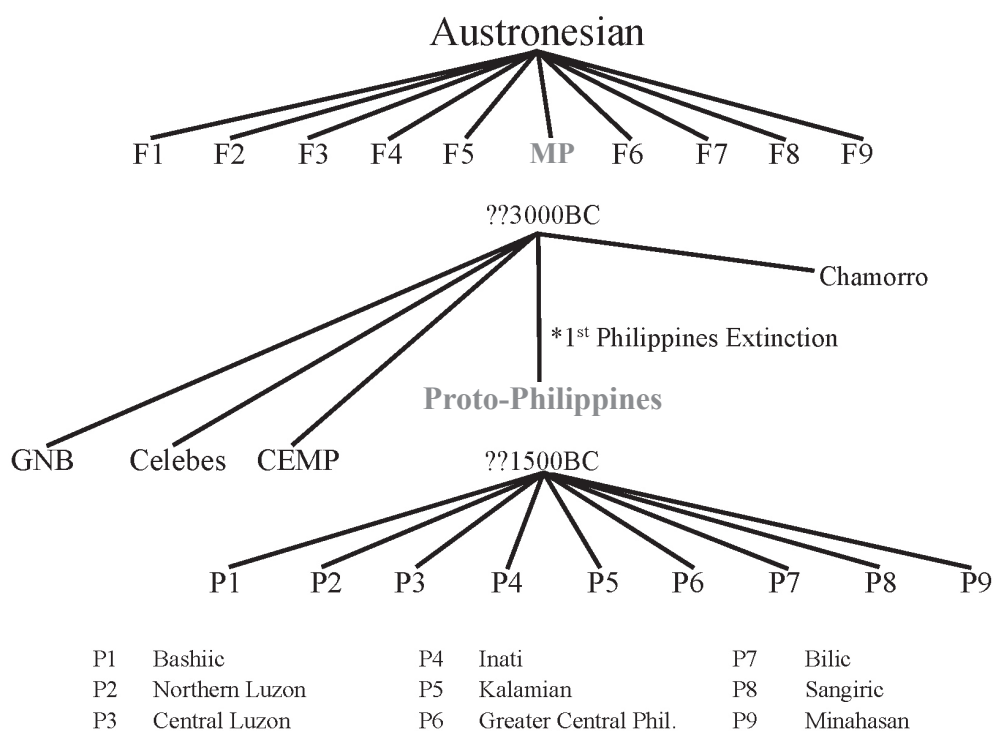 Austronesian
F1 F2 F3 F4 F5 MP F6 F7 F8 F9
??3000BC
Chamorro
*1st Philippines Extinction
Proto-Philippines
GNB Celebes CEMP
??1500BC
P1 P2 P3 P4 P5 P6 P7 P8 P9
P1 Bashiic P4 Inati P7 Bilic
P2 Northern Luzon P5 Kalamian P8 Sangiric
P3 Central Luzon P6 Greater Central Phil. P9 Minahasan